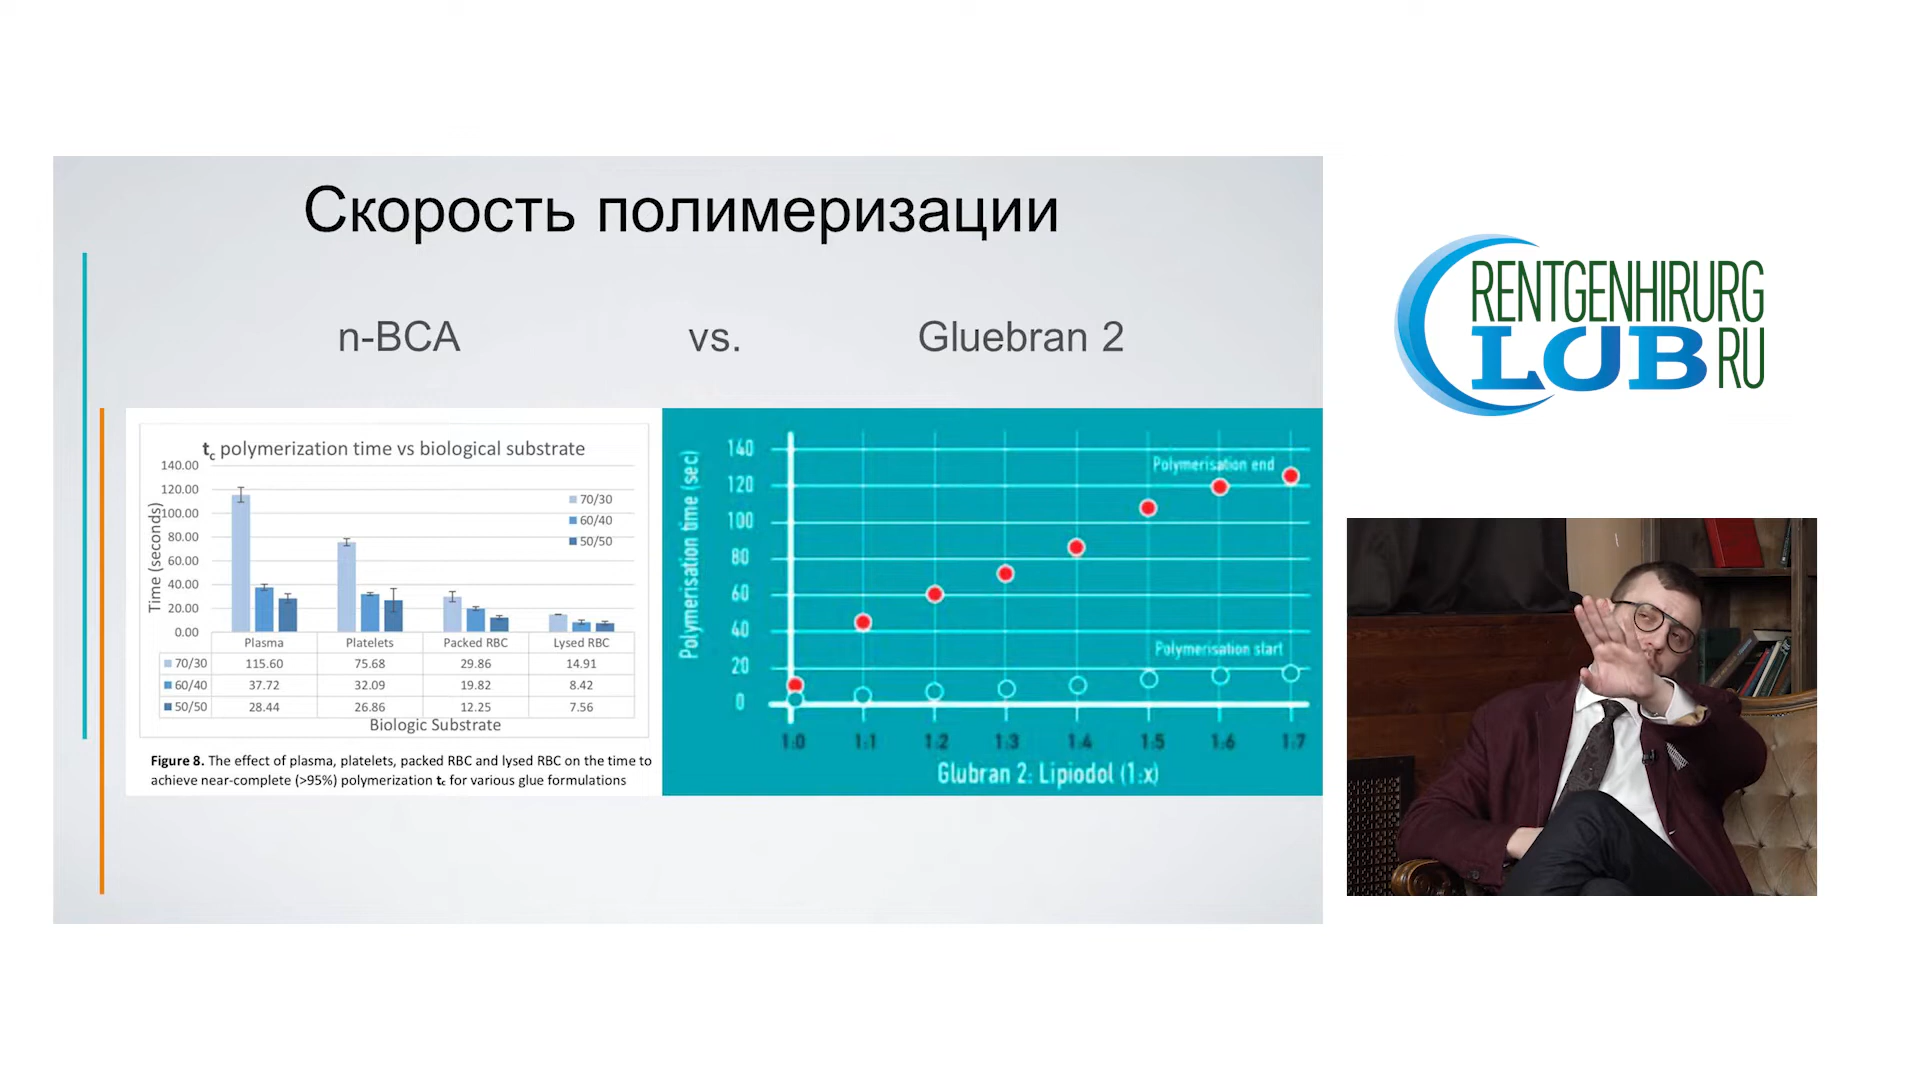 Скорость полимеризации
n-BCA vs. Gluebran 2
tc polymerization time vs biological substrate
140.00
120.00
100.00
80.00
60.00
40.00
20.00
0.00
Time (seconds)
70/30
60/40
50/50
Plasma Platelets Packed RBC Lysed RBC
70/30 115.60 75.68 29.86 14.91
60/40 37.72 32.09 19.82 8.42
50/50 28.44 26.86 12.25 7.56
Biologic Substrate
Figure 8. The effect of plasma, platelets, packed RBC and lysed RBC on the time to
achieve near-complete (>95%) polymerization tc for various glue formulations
Polymerisation time (sec)
140
120
100
80
60
40
20
0
Polymerisation end
Polymerisation start
1:0 1:1 1:2 1:3 1:4 1:5 1:6 1:7
Glubran 2: Lipiodol (1:x)
RENTGENHIRURG
CLUB RU